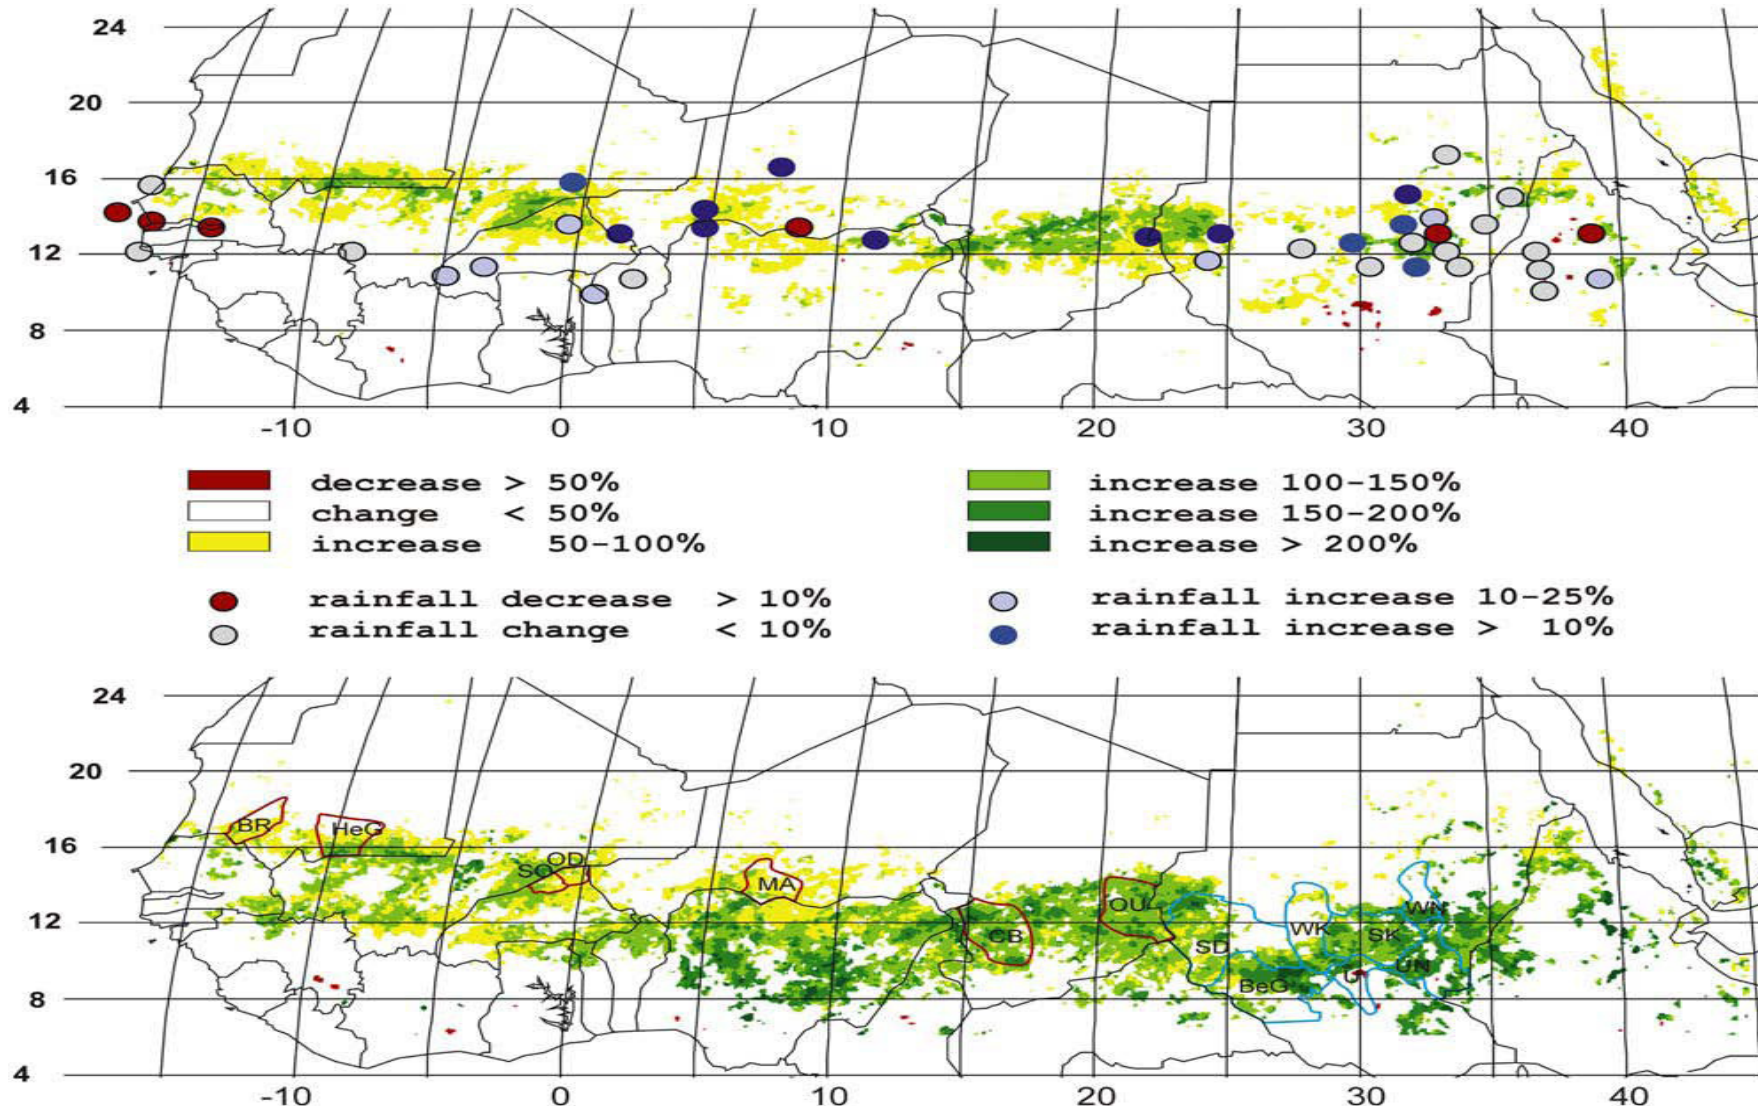 24
20
16
12
8
4
-10 0 10 20 30 40
decrease > 50% increase 100-150%
change < 50% increase 150-200%
increase 50-100% increase > 200%
rainfall decrease > 10% rainfall increase 10-25%
rainfall change < 10% rainfall increase > 10%
24
20
BR HeG
16
SO OD MA
12
OU WN
CB SD WK SK
BeG U UN
8
4
-10 0 10 20 30 40